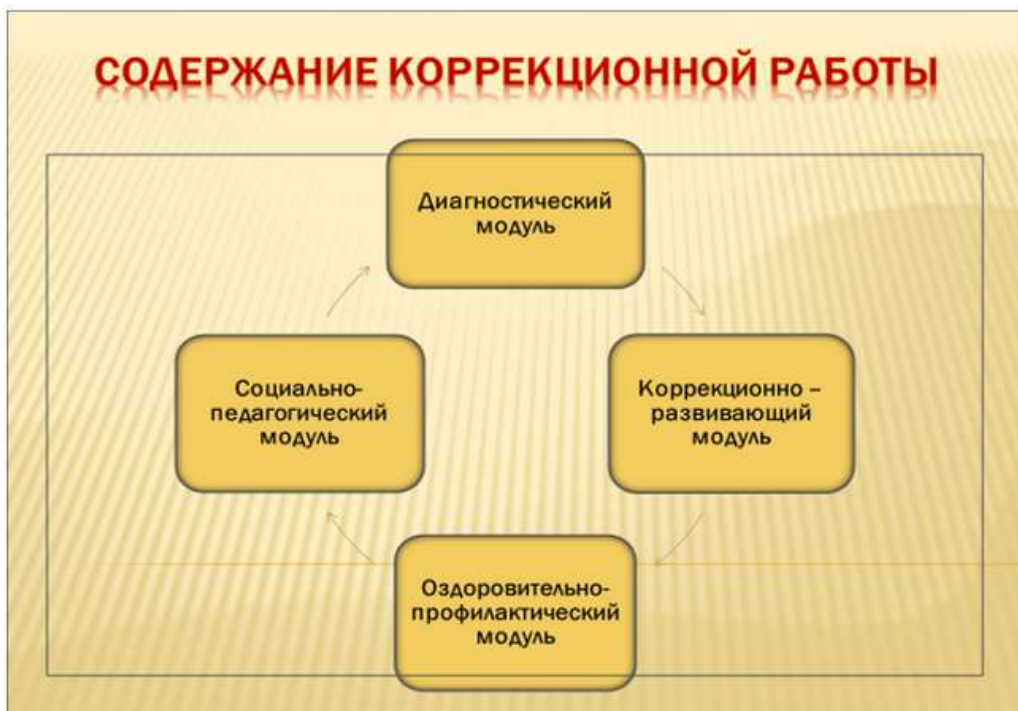 СОДЕРЖАНИЕ КОРРЕКЦИОННОЙ РАБОТЫ
Диагностический
модуль
Социально-
педагогический
модуль
Коррекционно –
развивающий
модуль
Оздоровительно-
профилактический
модуль